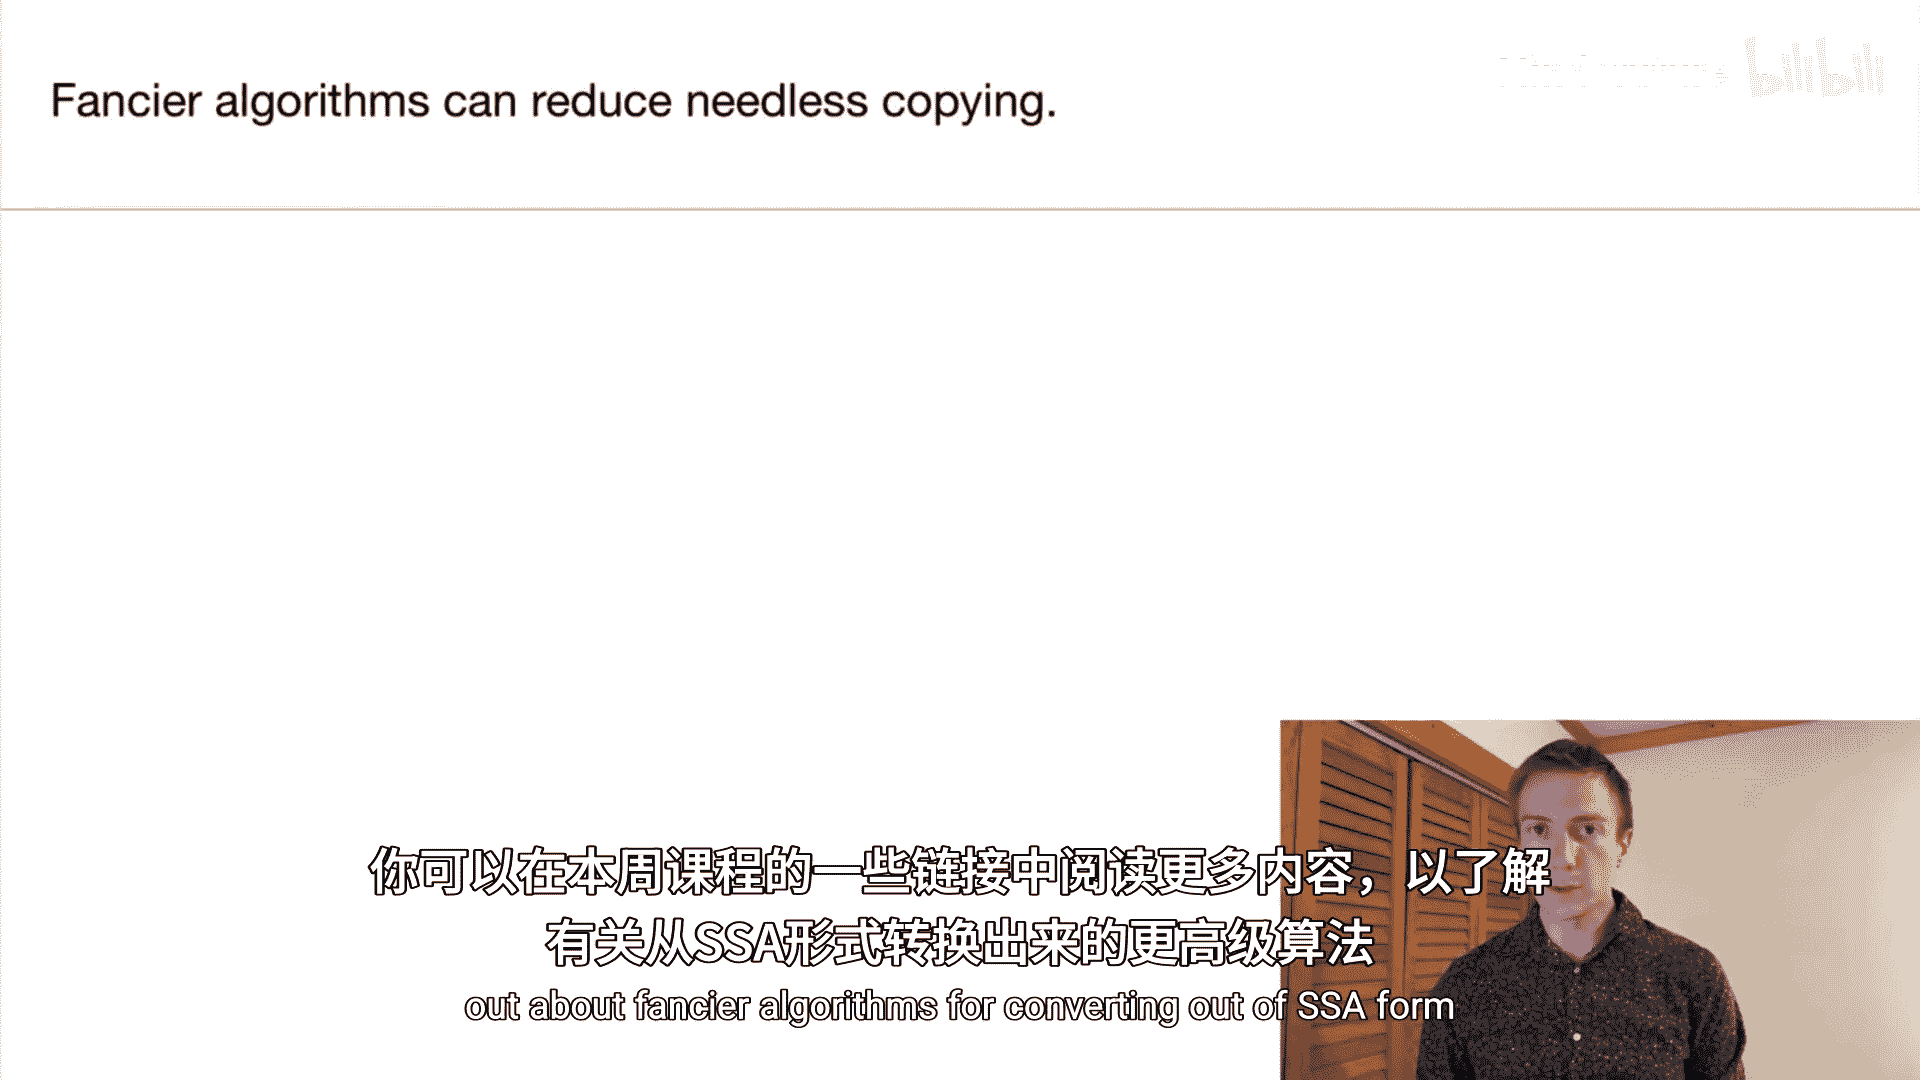 Fancier algorithms can reduce needless copying.
bilibili
你可以在本周课程的一些链接中阅读更多内容，以了解
有关从SSA形式转换出来的更高级算法
out about fancier algorithms for converting out of SSA form